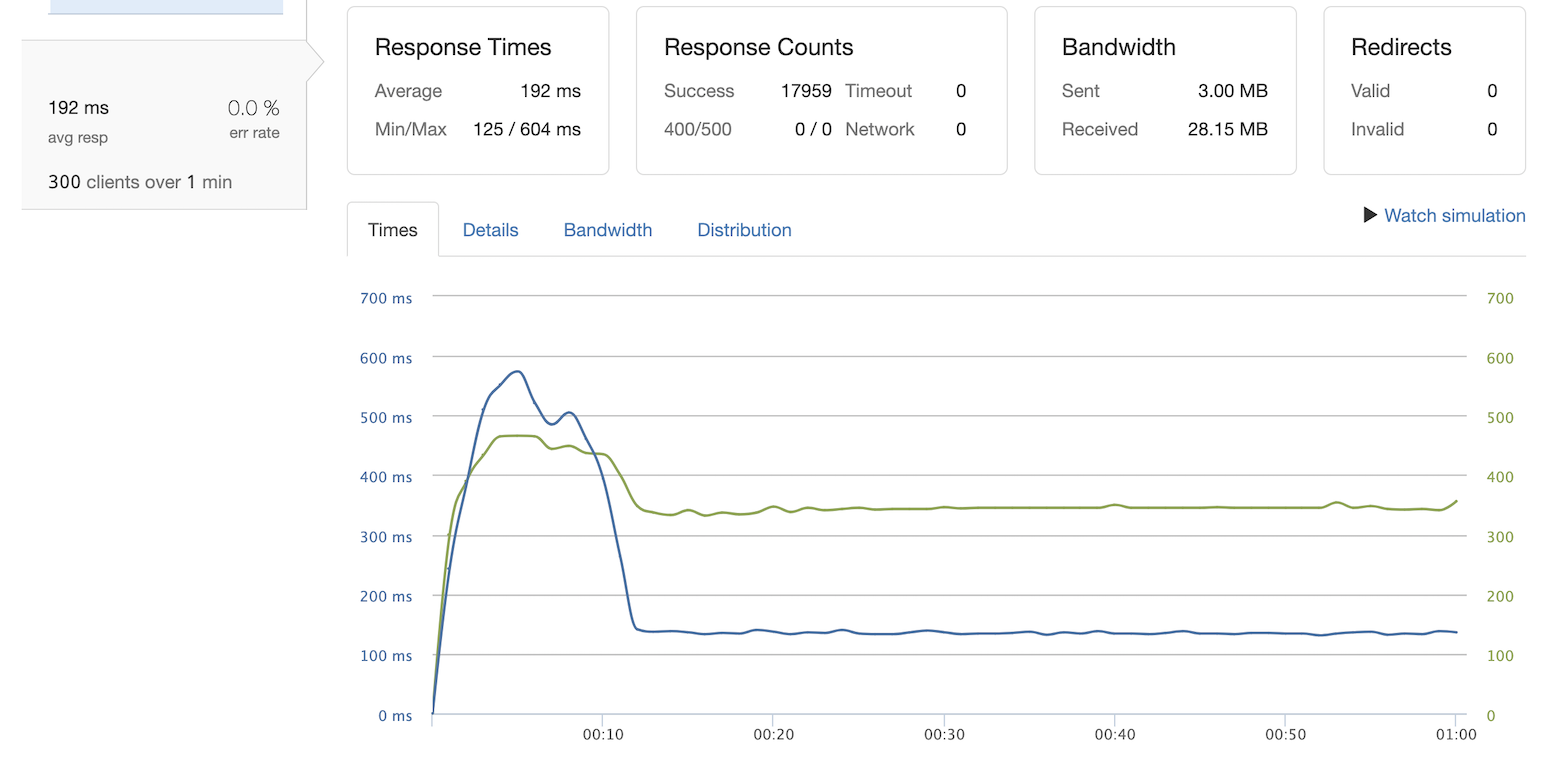 192 ms
0.0 %
avg resp
err rate
300 clients over 1 min
Response Times
Average 192 ms
Min/Max 125 / 604 ms
Response Counts
Success 17959 Timeout 0
400/500 0 / 0 Network 0
Bandwidth
Sent 3.00 MB
Received 28.15 MB
Redirects
Valid 0
Invalid 0
Times Details Bandwidth Distribution
Watch simulation
700 ms 700
600 ms 600
500 ms 500
400 ms 400
300 ms 300
200 ms 200
100 ms 100
0 ms 0
00:10 00:20 00:30 00:40 00:50 01:00